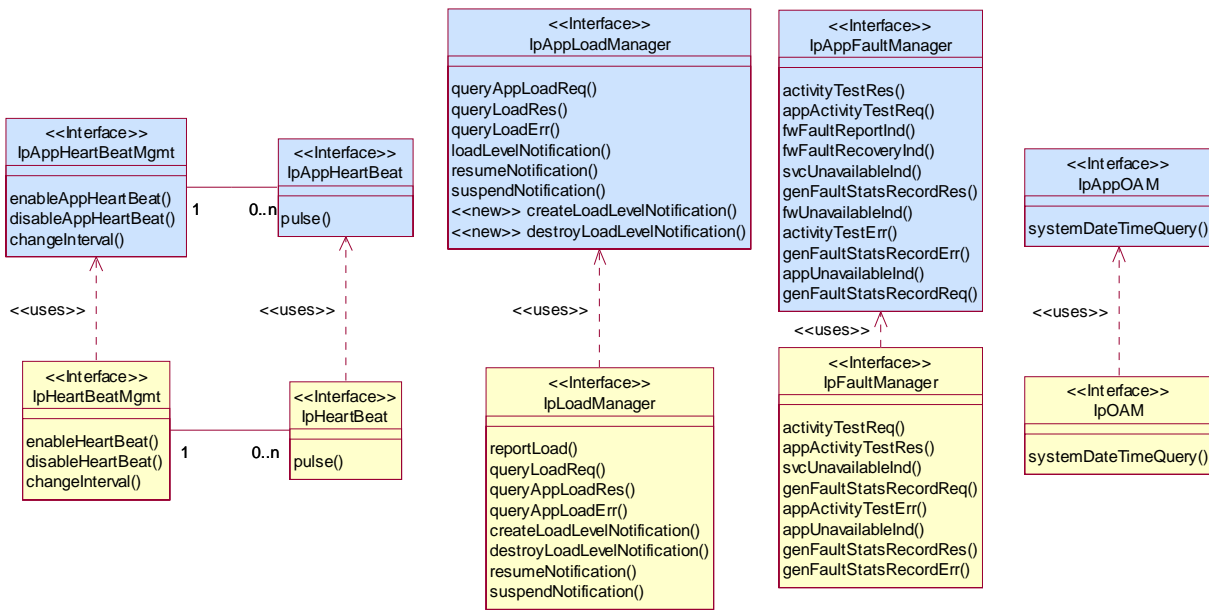 <<Interface>>
IpAppHeartBeatMgmt
enableAppHeartBeat()
disableAppHeartBeat()
changeInterval()
1
0..n
<<Interface>>
IpAppHeartBeat
pulse()
<<Interface>>
IpAppLoadManager
queryAppLoadReq()
queryLoadRes()
queryLoadErr()
loadLevelNotification()
resumeNotification()
suspendNotification()
<<new>> createLoadLevelNotification()
<<new>> destroyLoadLevelNotification()
<<Interface>>
IpAppFaultManager
activityTestRes()
appActivityTestReq()
fwFaultReportInd()
fwFaultRecoveryInd()
svcUnavailableInd()
genFaultStatsRecordRes()
fwUnavailableInd()
activityTestErr()
genFaultStatsRecordErr()
appUnavailableInd()
genFaultStatsRecordReq()
<<Interface>>
IpAppOAM
systemDateTimeQuery()
<<uses>>
<<uses>>
<<uses>>
<<uses>>
<<uses>>
<<Interface>>
IpHeartBeatMgmt
enableHeartBeat()
disableHeartBeat()
changeInterval()
1
0..n
<<Interface>>
IpHeartBeat
pulse()
<<Interface>>
IpLoadManager
reportLoad()
queryLoadReq()
queryAppLoadRes()
queryAppLoadErr()
createLoadLevelNotification()
destroyLoadLevelNotification()
resumeNotification()
suspendNotification()
<<Interface>>
IpFaultManager
activityTestReq()
appActivityTestRes()
svcUnavailableInd()
genFaultStatsRecordReq()
appActivityTestErr()
appUnavailableInd()
genFaultStatsRecordRes()
genFaultStatsRecordErr()
<<Interface>>
IpOAM
systemDateTimeQuery()